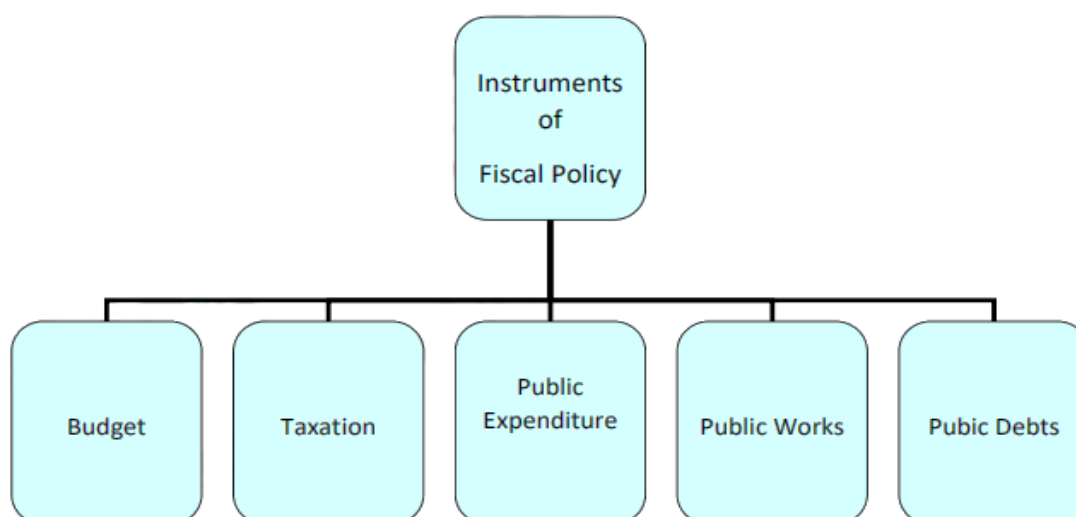 Instruments
of
Fiscal Policy
Budget
Taxation
Public
Expenditure
Public Works
Pubic Debts